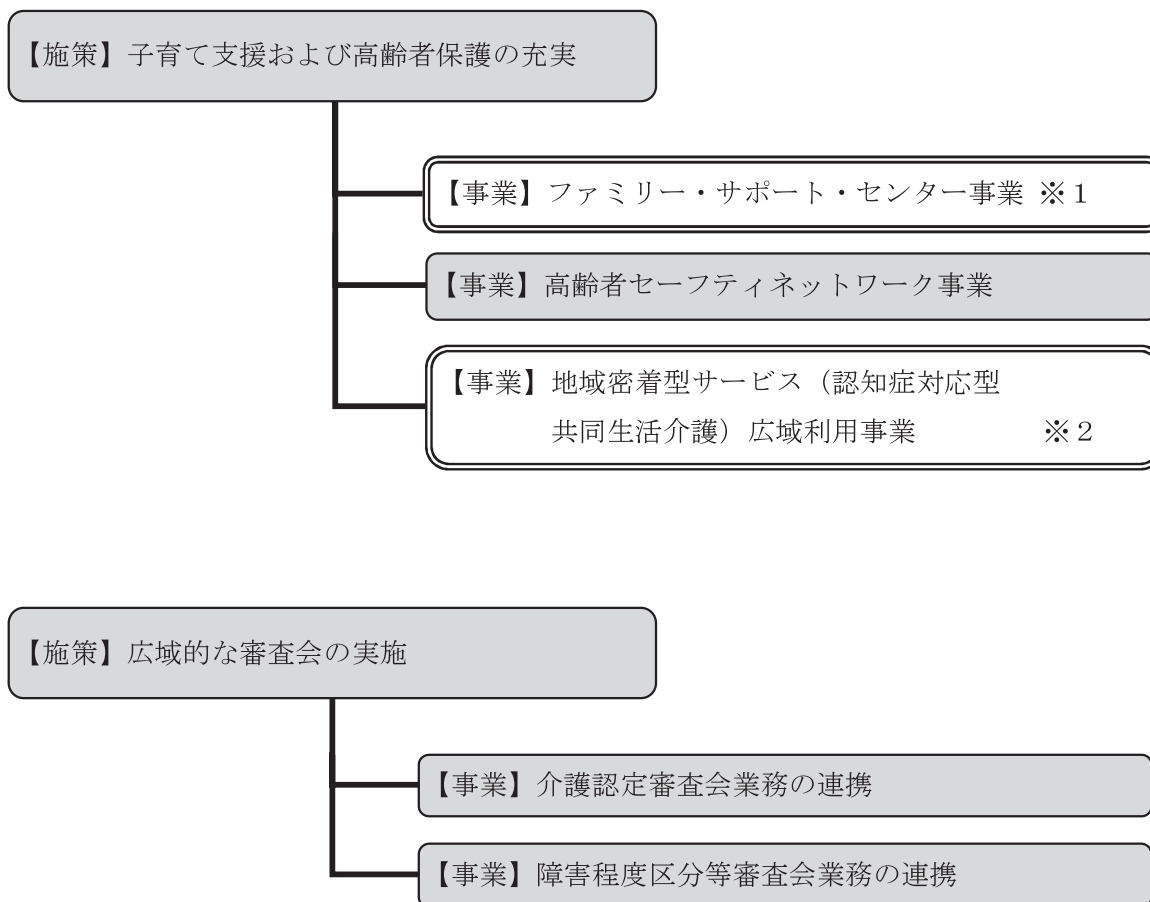 【施策】子育て支援および高齢者保護の充実
【事業】ファミリー・サポート・センター事業 ※１
【事業】高齢者セーフティネットワーク事業
【事業】地域密着型サービス（認知症対応型
共同生活介護）広域利用事業 ※２
【施策】広域的な審査会の実施
【事業】介護認定審査会業務の連携
【事業】障害程度区分等審査会業務の連携